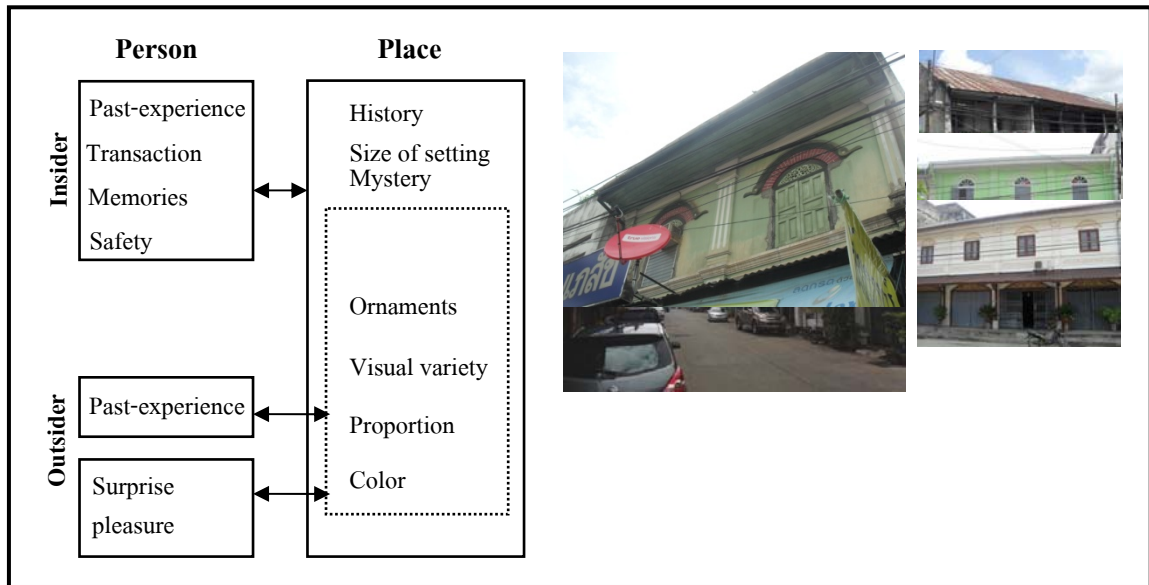 Person
Place
Insider
Past-experience
Transaction
Memories
Safety
History
Size of setting
Mystery
Ornaments
Visual variety
Proportion
Color
Outsider
Past-experience
Surprise
pleasure